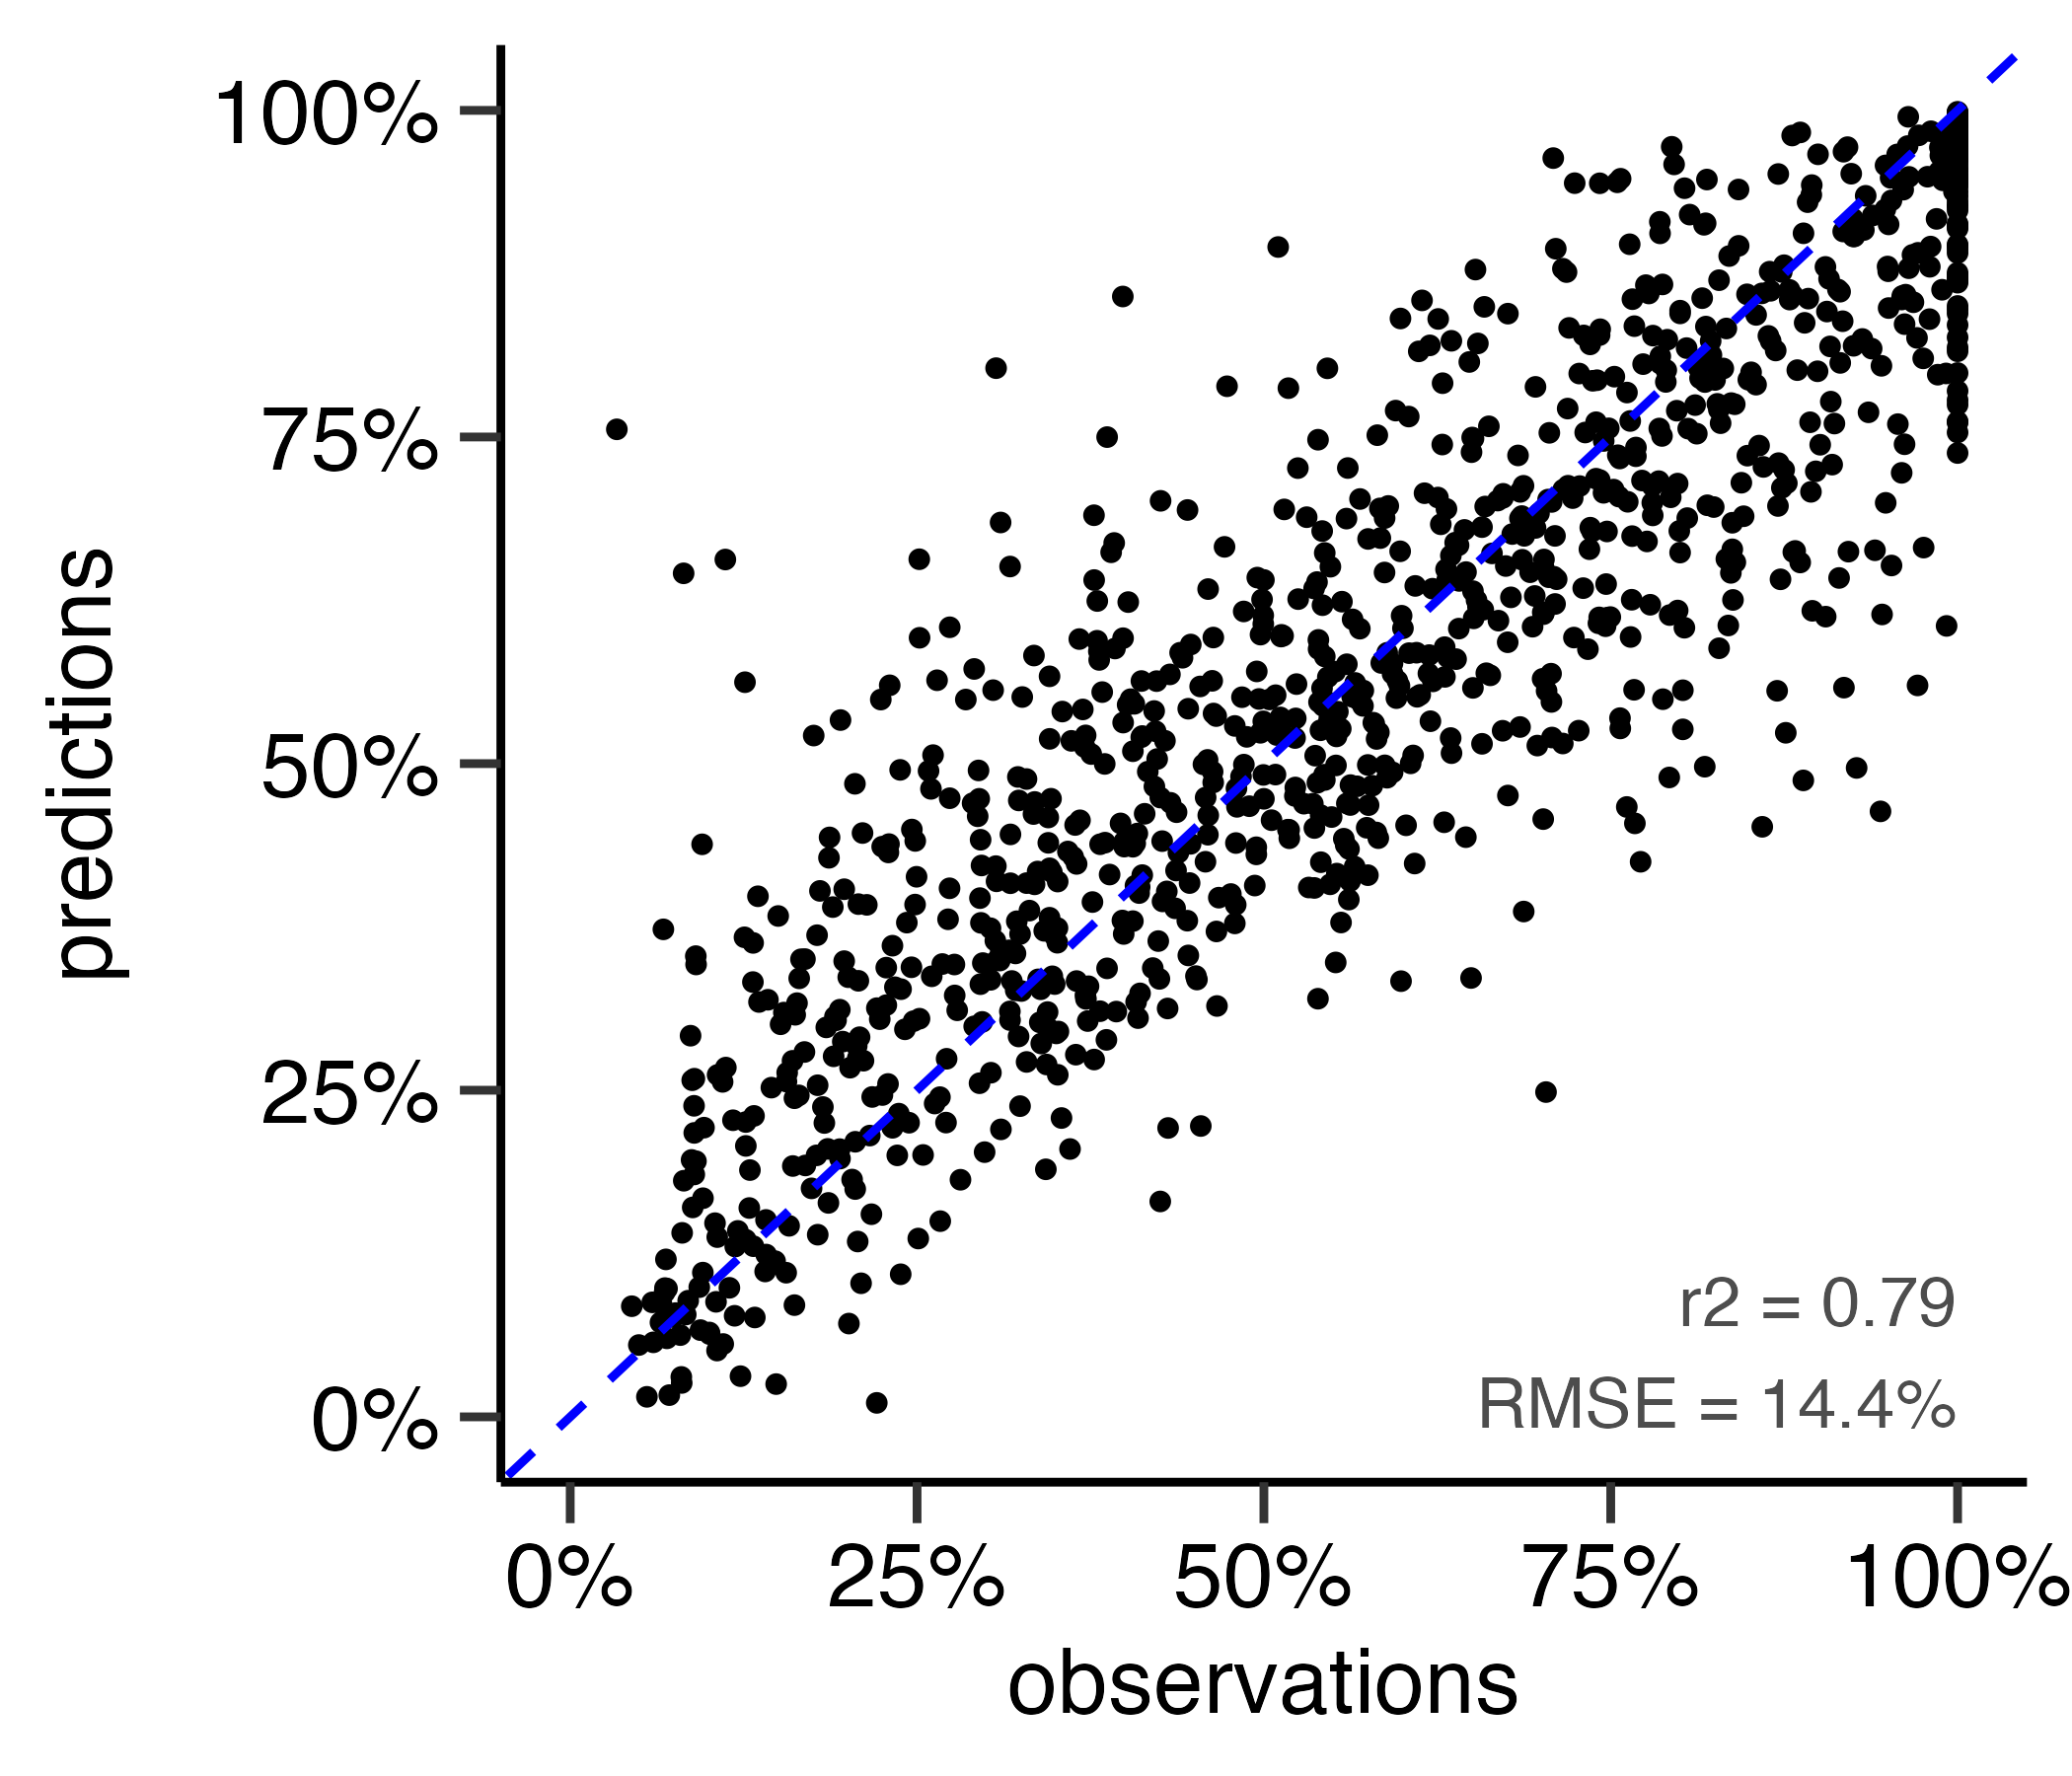 100%
75%
50%
25%
0%
predictions
r2 = 0.79
RMSE = 14.4%
0%
25%
50%
75%
100%
observations